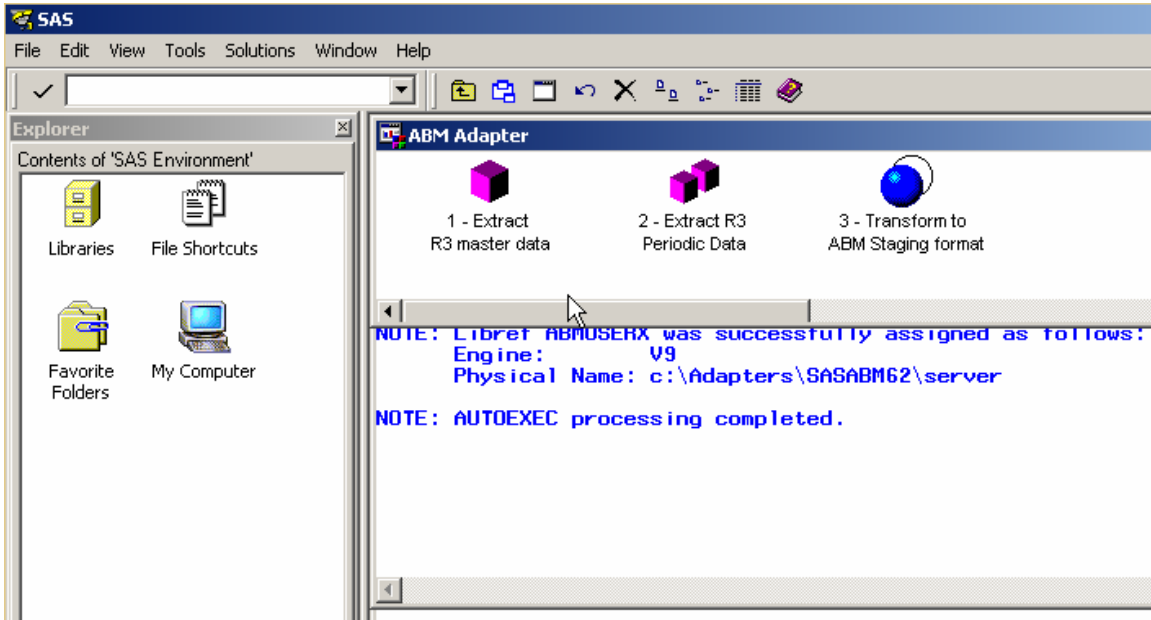 SAS
File Edit View Tools Solutions Window Help
Explorer
Contents of 'SAS Environment'
Libraries
File Shortcuts
Favorite
Folders
My Computer
ABM Adapter
1 - Extract
R3 master data
2 - Extract R3
Periodic Data
3 - Transform to
ABM Staging format
NOTE: Libref ABMUSERX was successfully assigned as follows:
Engine: V9
Physical Name: c:\Adapters\SASABM62\server
NOTE: AUTOEXEC processing completed.